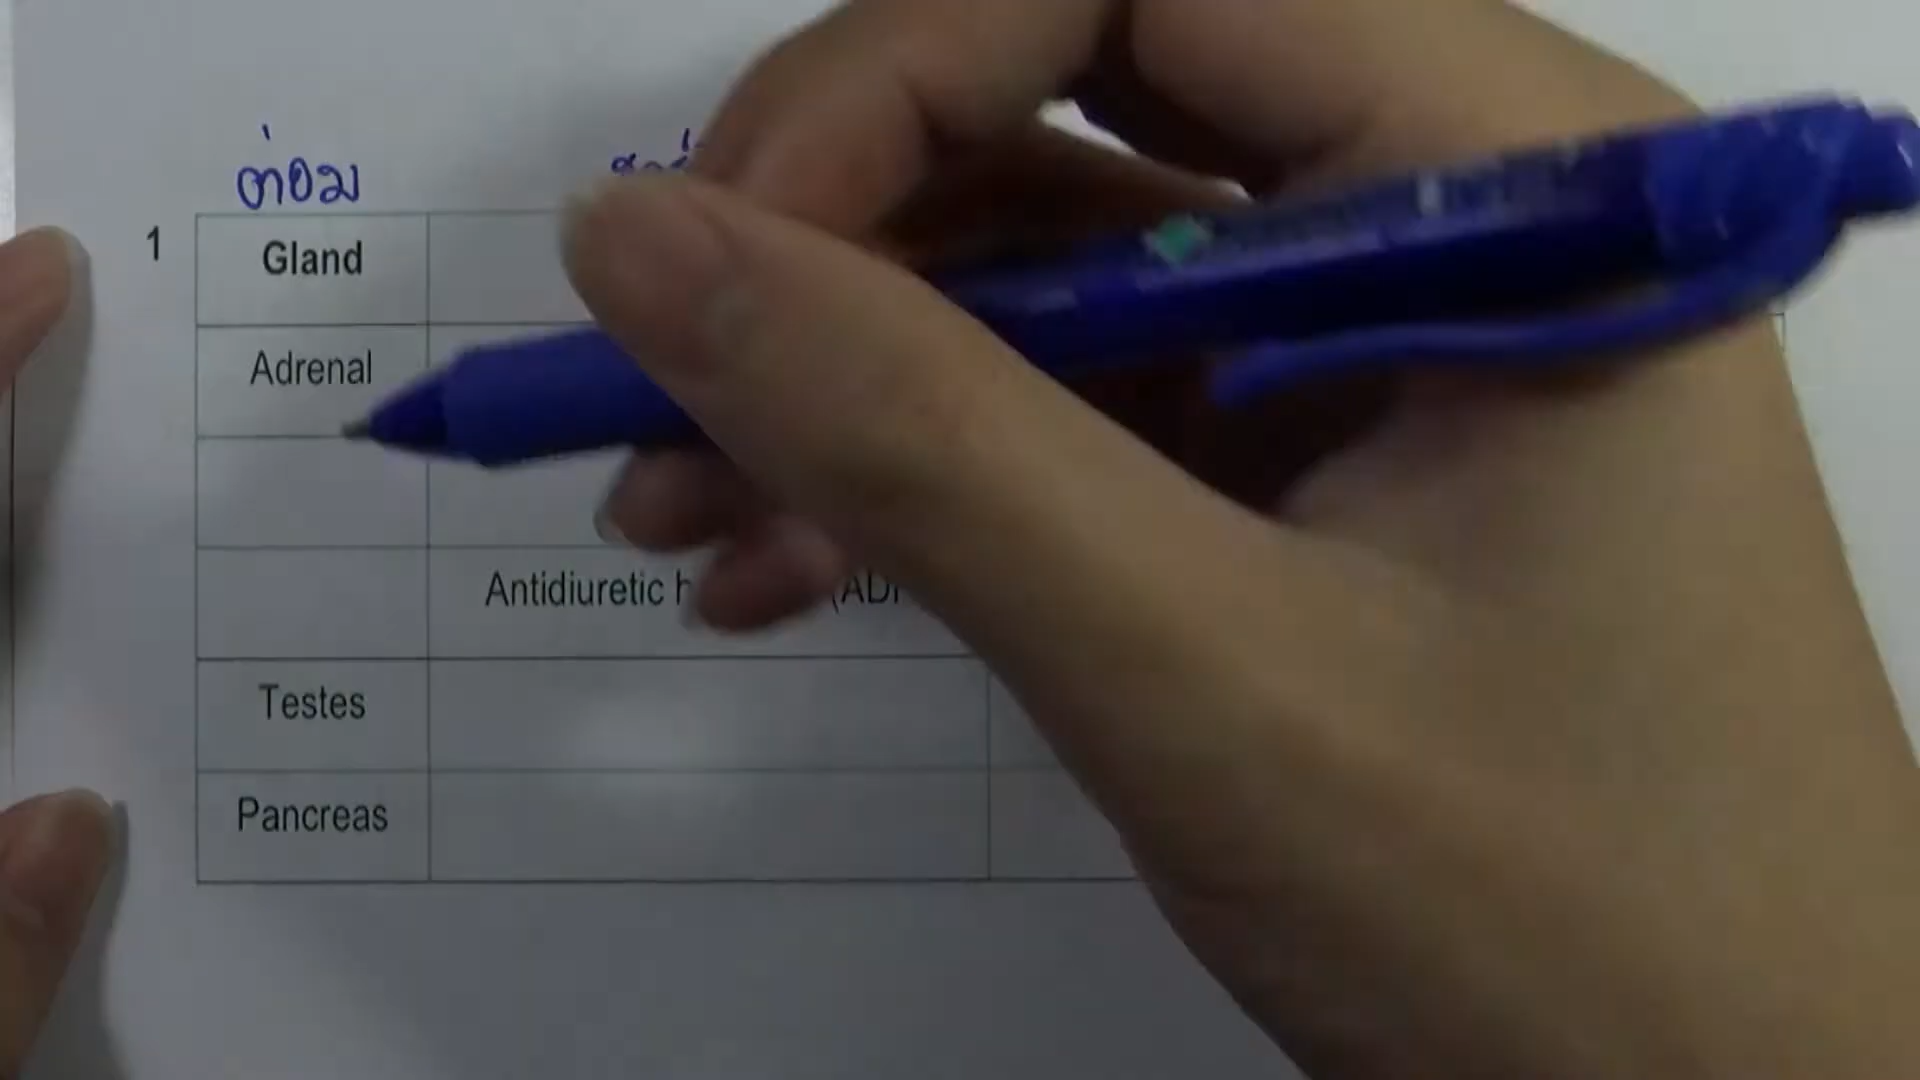 ต่อม
1 Gland
Adrenal
Antidiuretic
Testes
Pancreas